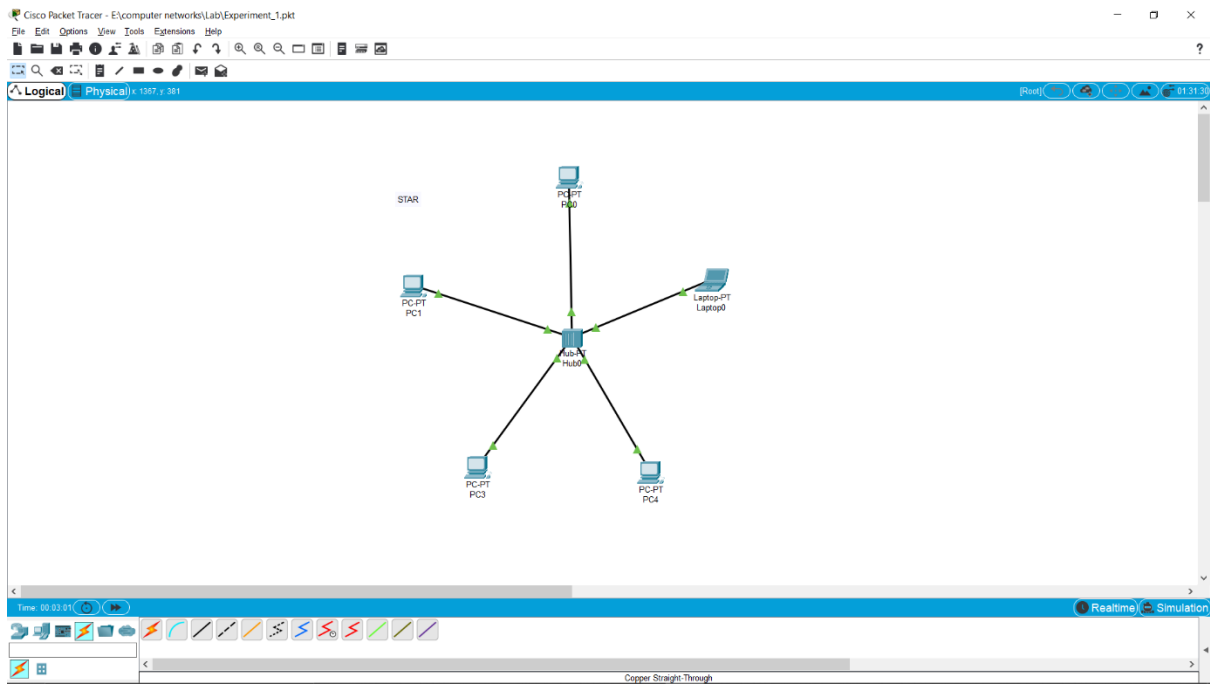 Cisco Packet Tracer - E:\computer networks\Lab\Experiment_1.pkt
File Edit Options View Tools Extensions Help
?
Logical Physical x: 1367, y: 381 [Root] 01:31:30
PC-PT
PC0
STAR
Laptop-PT
Laptop0
PC-PT
PC1
Hub-PT
Hub0
PC-PT
PC3
PC-PT
PC4
Time: 00:03:01 Realtime Simulation
Copper Straight-Through